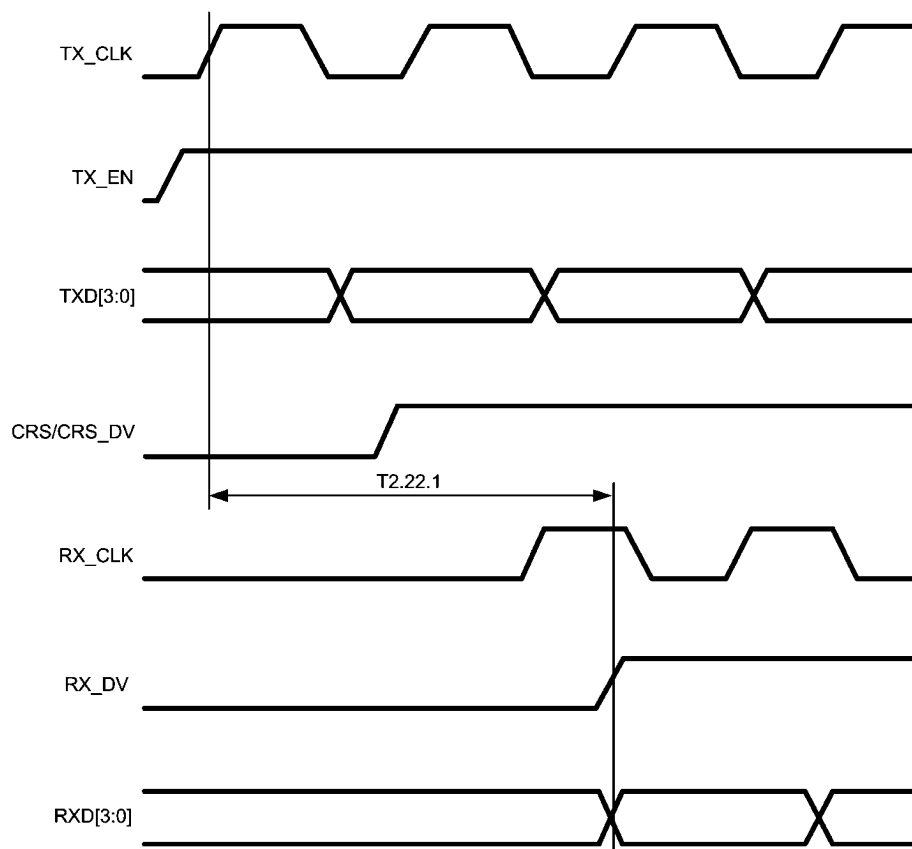 TX_CLK
TX_EN
TXD[3:0]
CRS/CRS_DV
T2.22.1
RX_CLK
RX_DV
RXD[3:0]